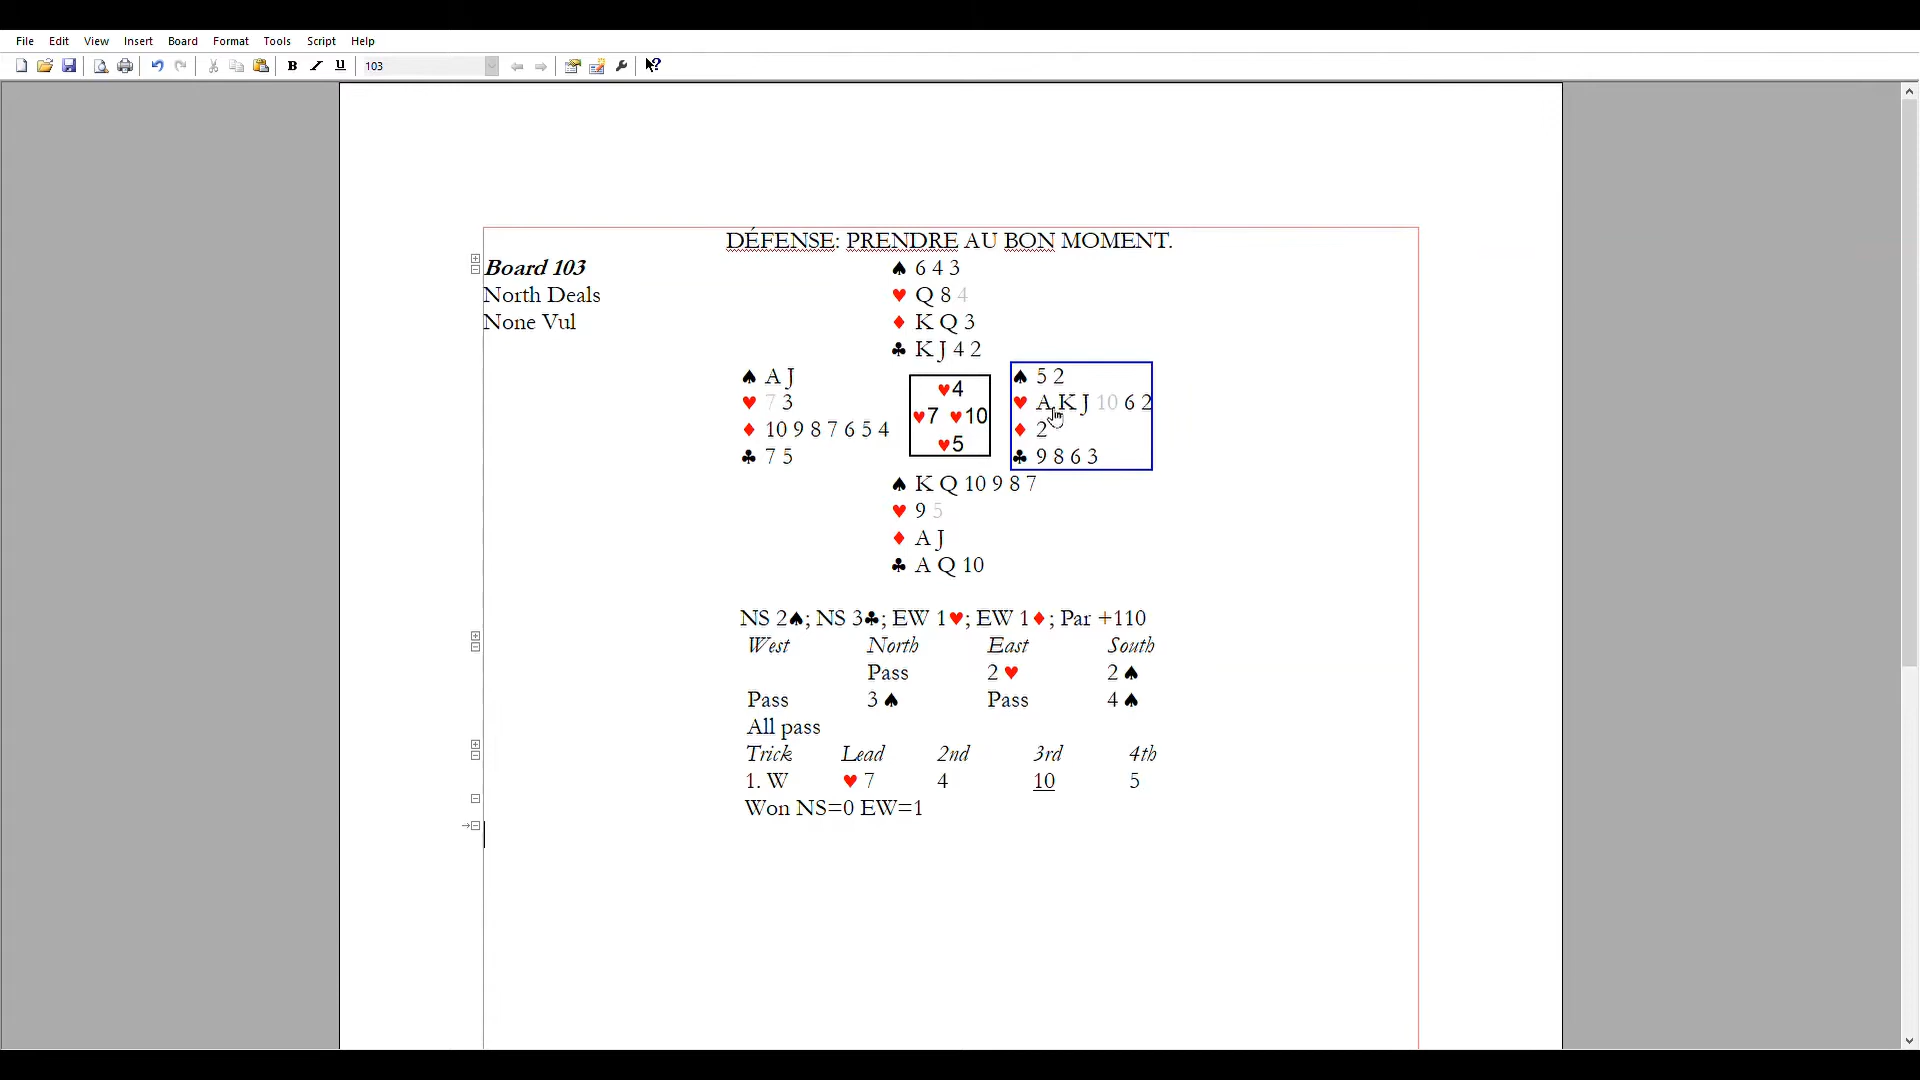 File Edit View Insert Board Format Tools Script Help
103
DÉFENSE: PRENDRE AU BON MOMENT.
Board 103
North Deals
None Vul
♠ 6 4 3
♥ Q 8 4
♦ K Q 3
♣ K J 4 2
♠ A J
♥ 7 3
♦ 10 9 8 7 6 5 4
♣ 7 5
♥4
♥7 ♥10
♥5
♠ 5 2
♥ A K J 10 6 2
♦ 2
♣ 9 8 6 3
♠ K Q 10 9 8 7
♥ 9 5
♦ A J
♣ A Q 10
NS 2♠; NS 3♣; EW 1♥; EW 1♦; Par +110
West North East South
Pass 2 ♥ 2 ♠
Pass 3 ♠ Pass 4 ♠
All pass
Trick Lead 2nd 3rd 4th
1. W ♥ 7 4 10 5
Won NS=0 EW=1